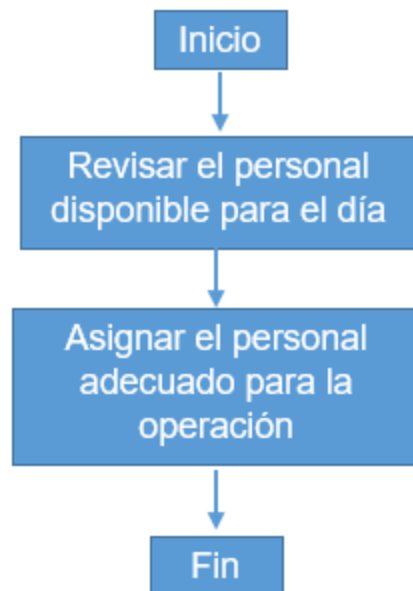 Inicio
Revisar el personal
disponible para el día
Asignar el personal
adecuado para la
operación
Fin